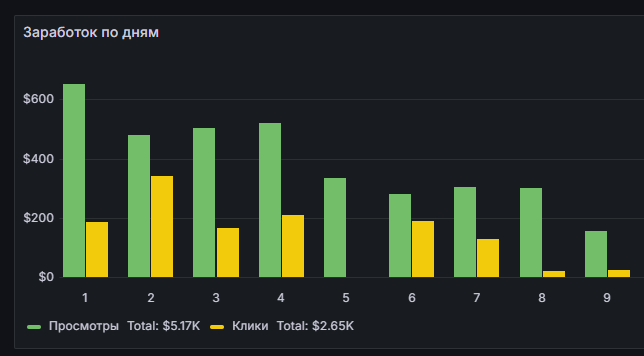 Заработок по дням
$600
$400
$200
$0
1 2 3 4 5 6 7 8 9
Просмотры Total: $5.17K Клики Total: $2.65K